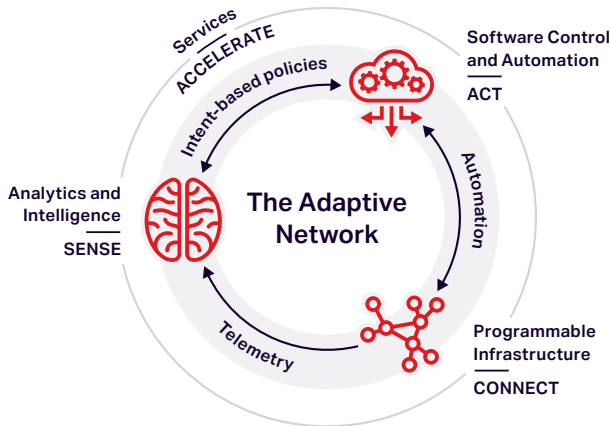 Services
ACCELERATE
Intent-based policies
Software Control
and Automation
ACT
Automation
Analytics and
Intelligence
SENSE
The Adaptive
Network
Telemetry
Programmable
Infrastructure
CONNECT